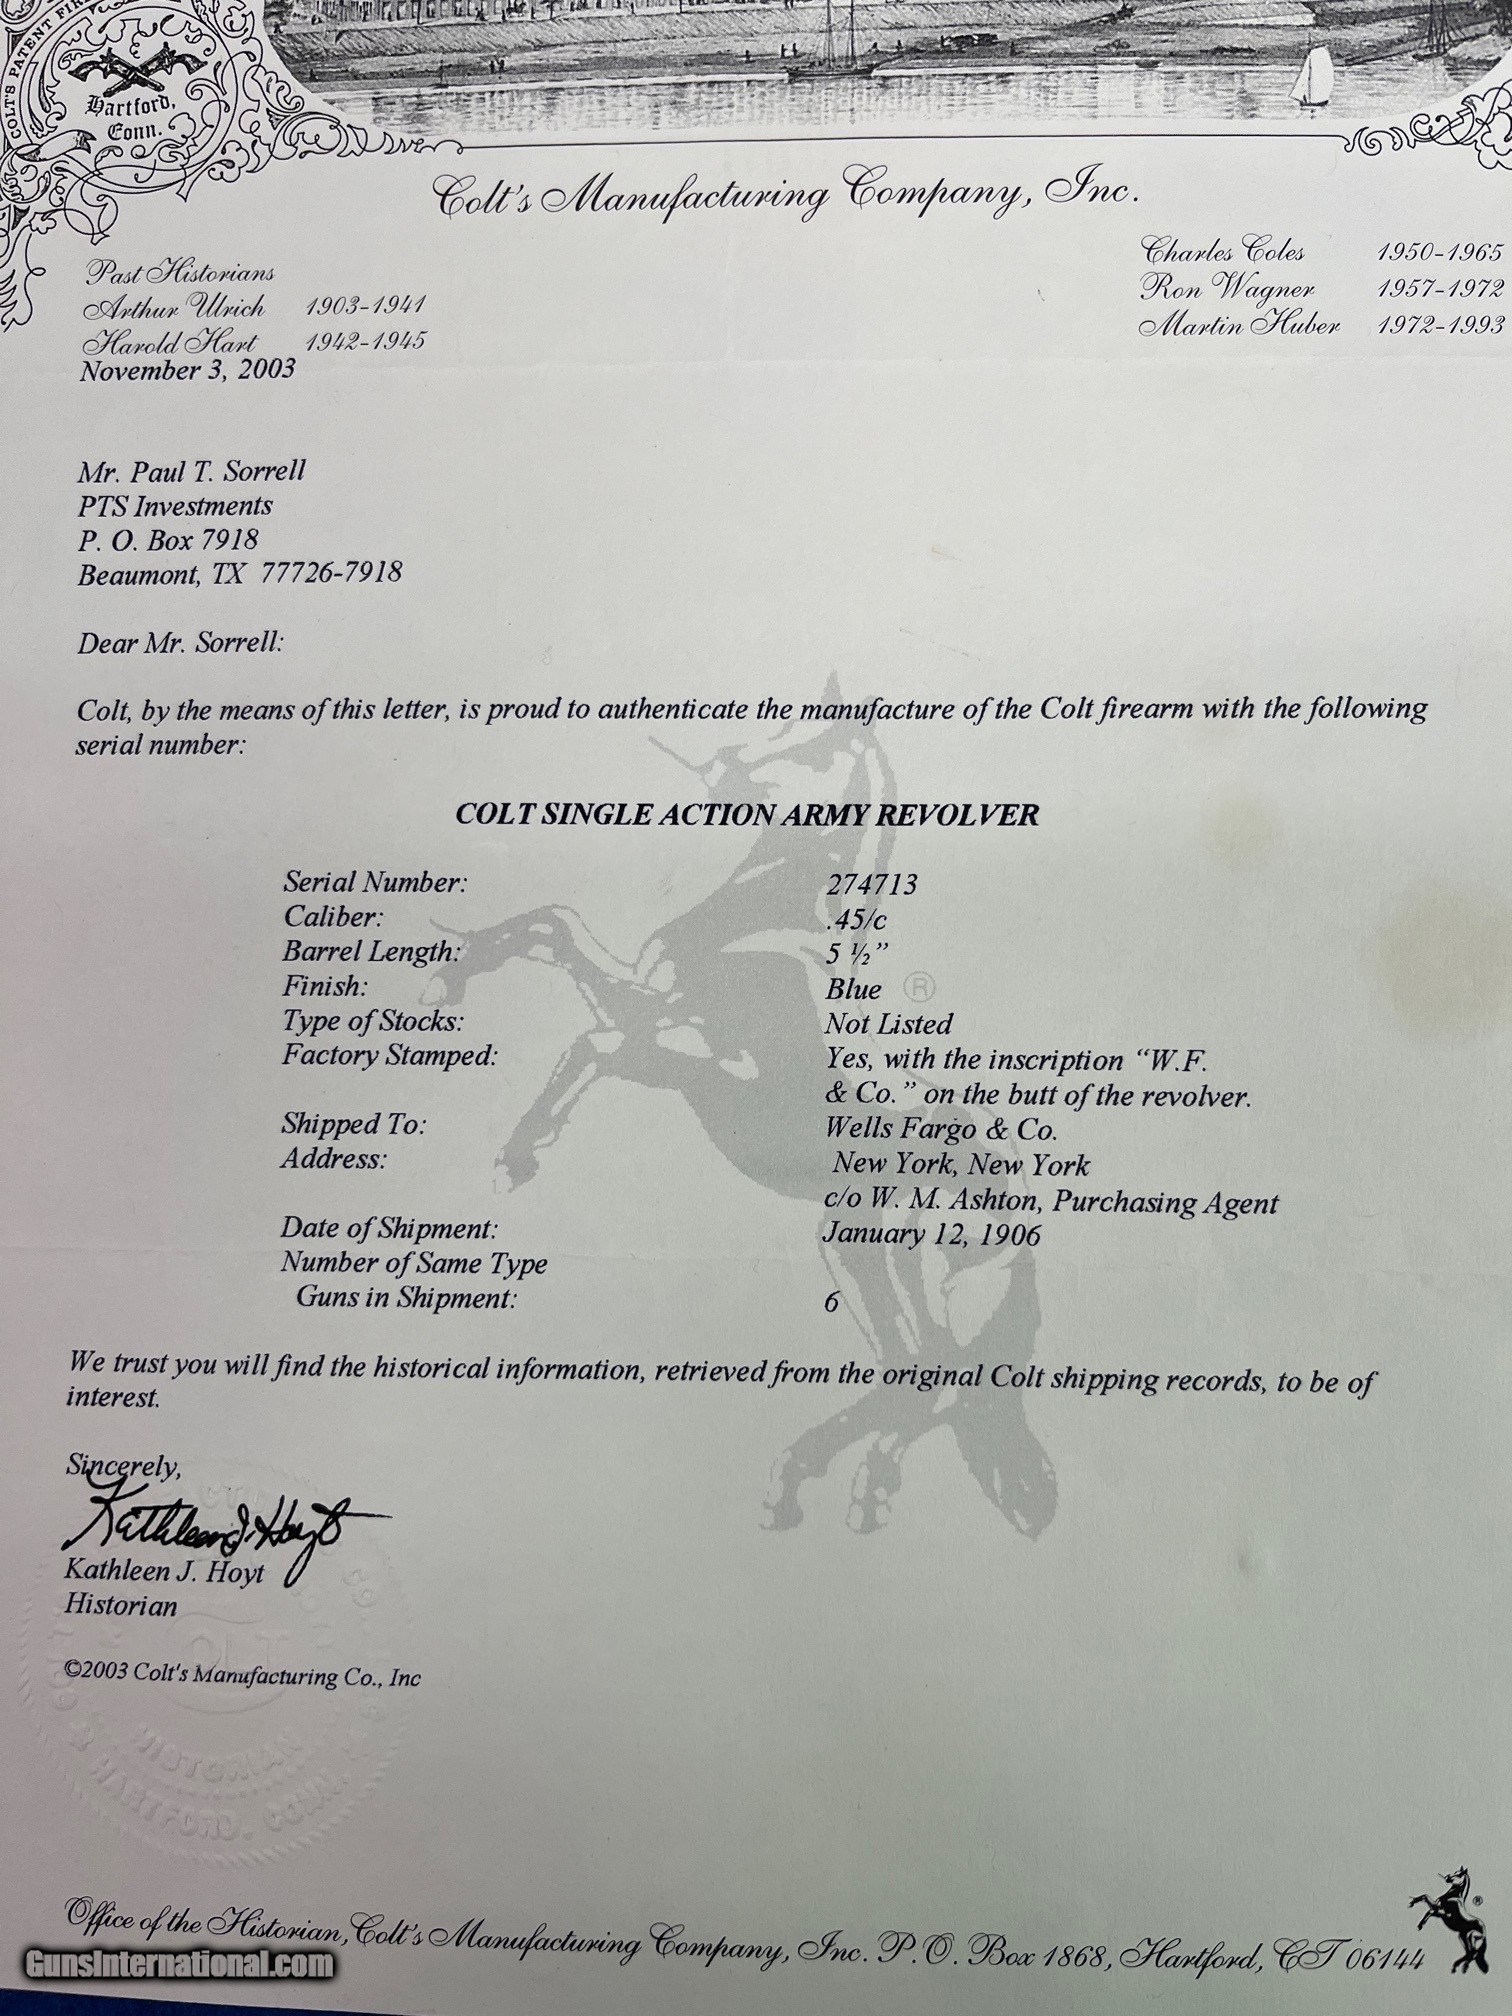 COLT'S PATENT FIR
Hartford,
Conn.
Colt's Manufacturing Company, Inc.
Past Historians
Arthur Ulrich 1903-1941
Harold Hart 1942-1945
Charles Coles 1950-1965
Ron Wagner 1957-1972
Martin Huber 1972-1993
November 3, 2003
Mr. Paul T. Sorrell
PTS Investments
P. O. Box 7918
Beaumont, TX 77726-7918
Dear Mr. Sorrell:
Colt, by the means of this letter, is proud to authenticate the manufacture of the Colt firearm with the following
serial number:
COLT SINGLE ACTION ARMY REVOLVER
Serial Number: 274713
Caliber: .45/c
Barrel Length: 5 ½”
Finish: Blue ®
Type of Stocks: Not Listed
Factory Stamped: Yes, with the inscription “W.F.
& Co.” on the butt of the revolver.
Shipped To: Wells Fargo & Co.
Address: New York, New York
c/o W. M. Ashton, Purchasing Agent
Date of Shipment: January 12, 1906
Number of Same Type
Guns in Shipment: 6
We trust you will find the historical information, retrieved from the original Colt shipping records, to be of
interest.
Sincerely,
Kathleen J. Hoyt
Kathleen J. Hoyt
Historian
©2003 Colt's Manufacturing Co., Inc
HISTORIAN
HARTFORD, CONN.
Office of the Historian, Colt's Manufacturing Company, Inc. P.O. Box 1868, Hartford, CT 06144
®
GunsInternational.com